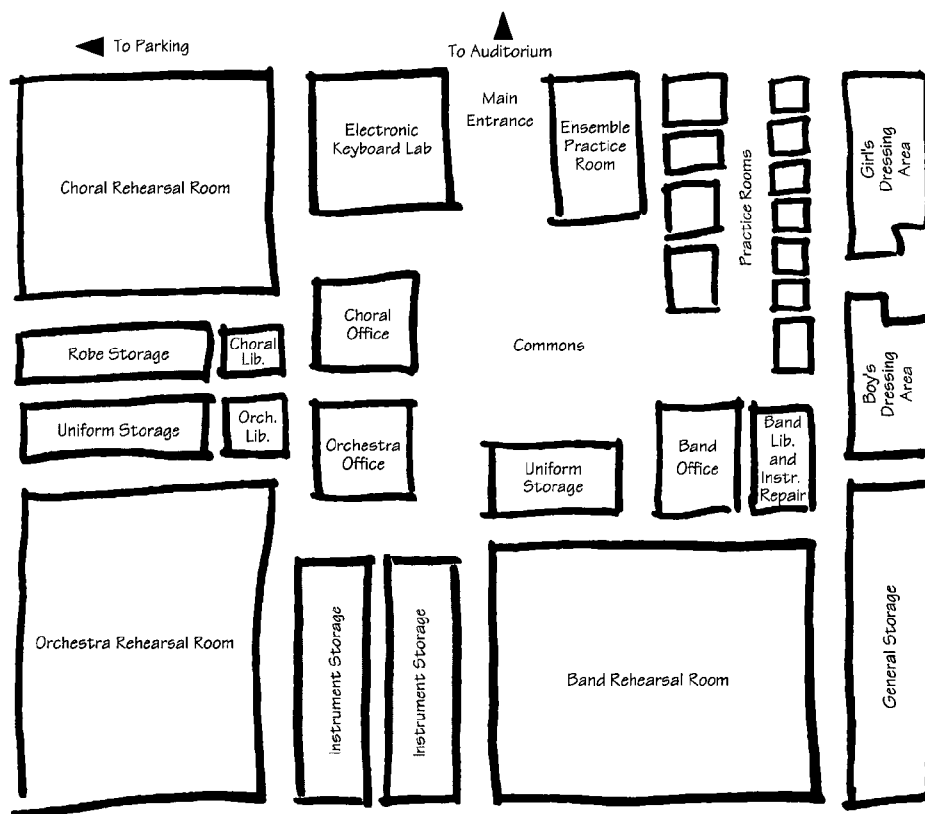 To Parking
To Auditorium
Main
Entrance
Electronic
Keyboard Lab
Ensemble
Practice
Room
Choral Rehearsal Room
Practice Rooms
Girl's
Dressing
Area
Choral
Office
Commons
Robe Storage
Choral
Lib.
Boy's
Dressing
Area
Uniform Storage
Orch.
Lib.
Orchestra
Office
Uniform
Storage
Band
Office
Band
Lib.
and
Instr.
Repair
Orchestra Rehearsal Room
Instrument Storage
Instrument Storage
Band Rehearsal Room
General Storage